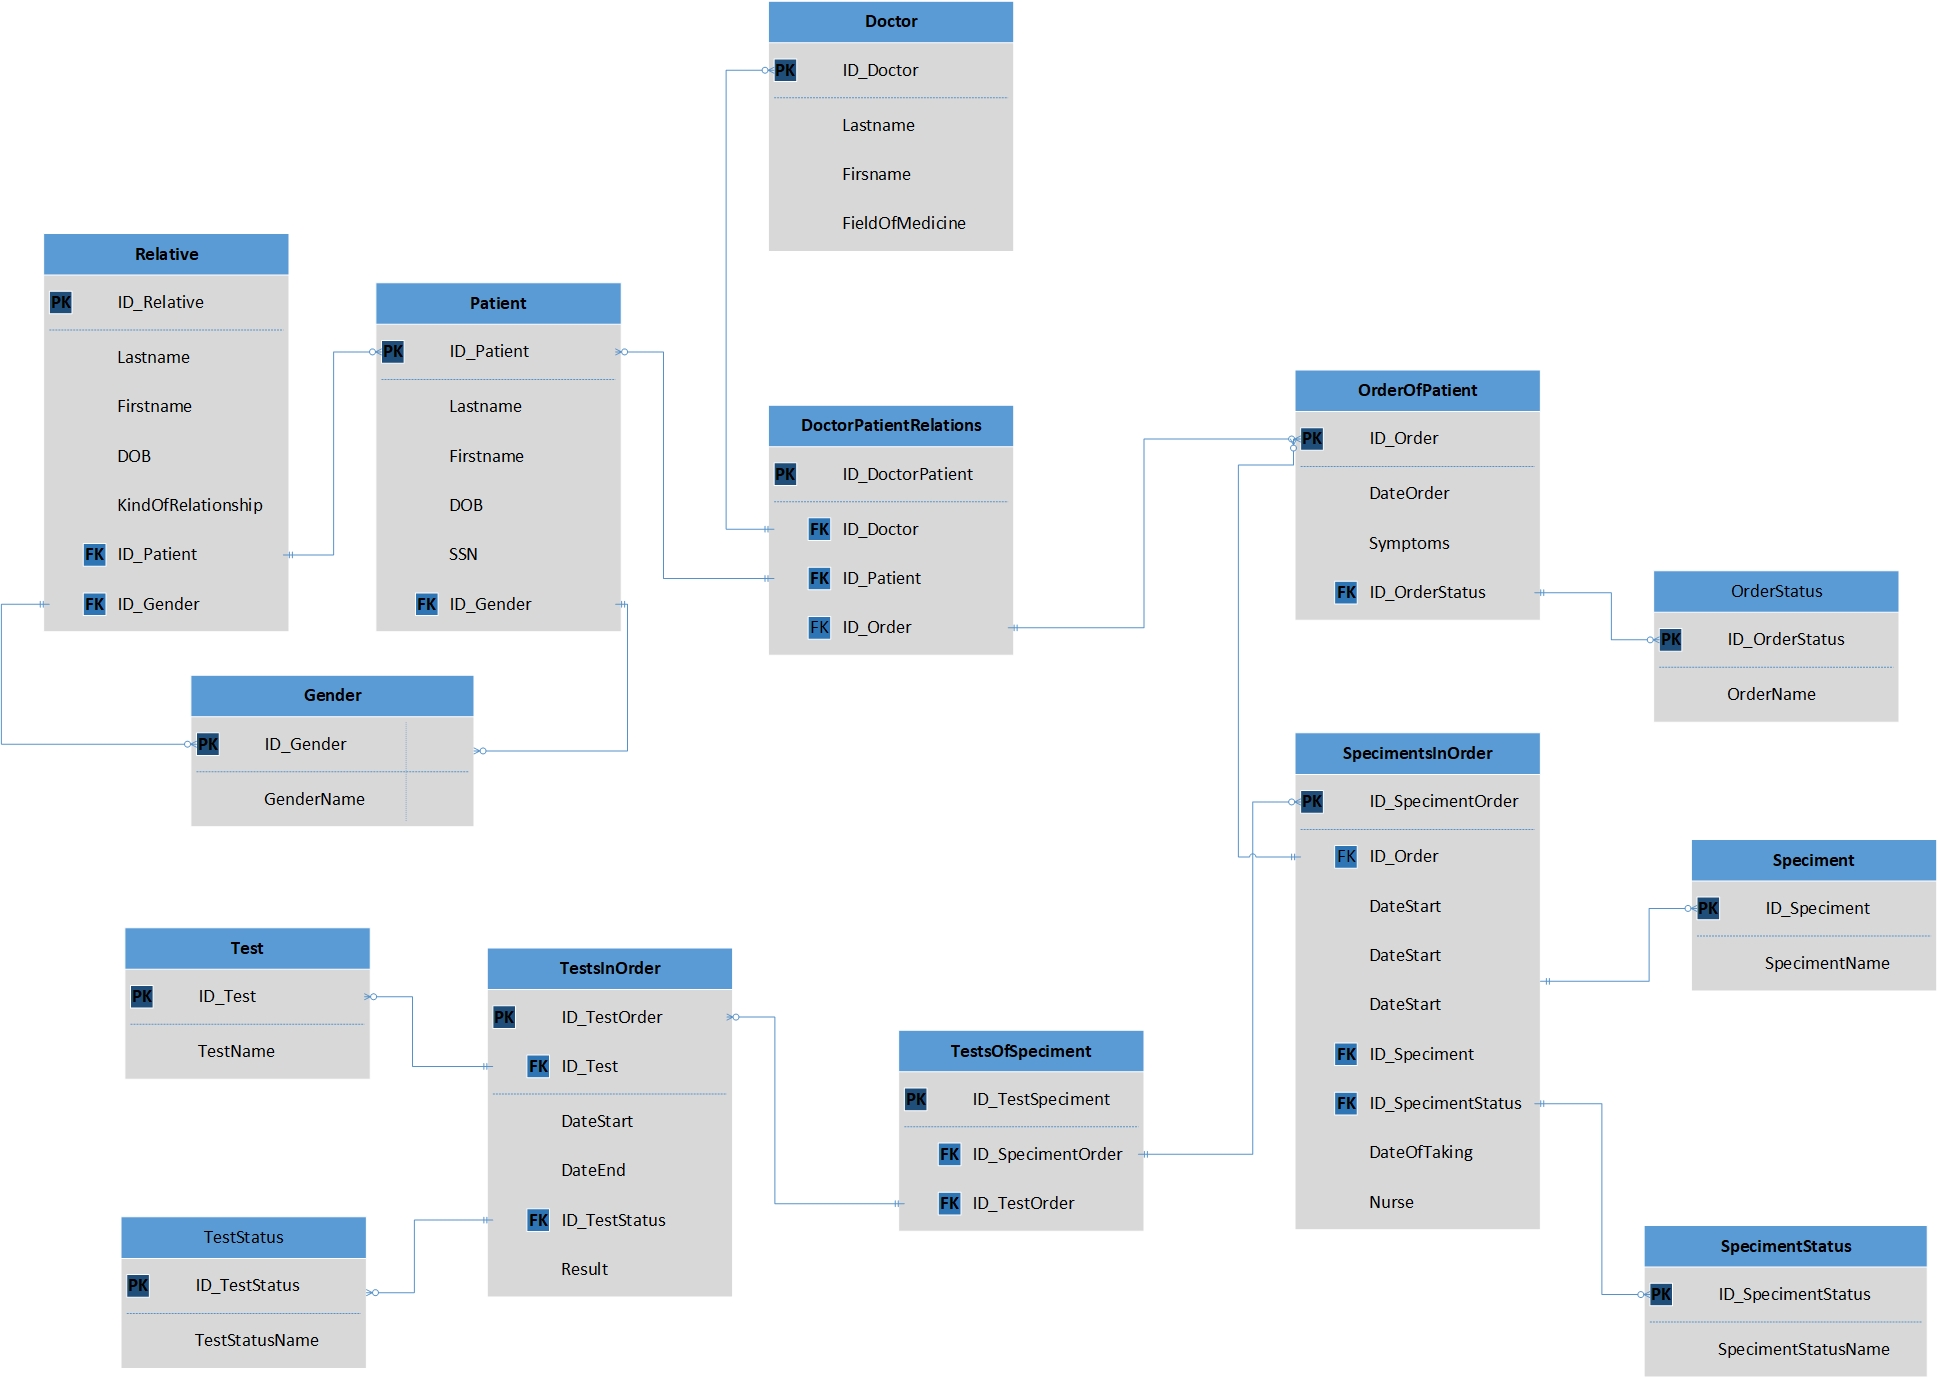 Doctor
PK ID_Doctor
Lastname
Firsname
FieldOfMedicine
Relative
PK ID_Relative
Lastname
Firstname
DOB
KindOfRelationship
FK ID_Patient
FK ID_Gender
Patient
PK ID_Patient
Lastname
Firstname
DOB
SSN
FK ID_Gender
DoctorPatientRelations
PK ID_DoctorPatient
FK ID_Doctor
FK ID_Patient
FK ID_Order
OrderOfPatient
PK ID_Order
DateOrder
Symptoms
FK ID_OrderStatus
OrderStatus
PK ID_OrderStatus
OrderName
Gender
PK ID_Gender
GenderName
SpecimentsInOrder
PK ID_SpecimentOrder
FK ID_Order
DateStart
DateStart
DateStart
FK ID_Speciment
FK ID_SpecimentStatus
DateOfTaking
Nurse
Speciment
PK ID_Speciment
SpecimentName
Test
PK ID_Test
TestName
TestsInOrder
PK ID_TestOrder
FK ID_Test
DateStart
DateEnd
FK ID_TestStatus
Result
TestsOfSpeciment
PK ID_TestSpeciment
FK ID_SpecimentOrder
FK ID_TestOrder
TestStatus
PK ID_TestStatus
TestStatusName
SpecimentStatus
PK ID_SpecimentStatus
SpecimentStatusName